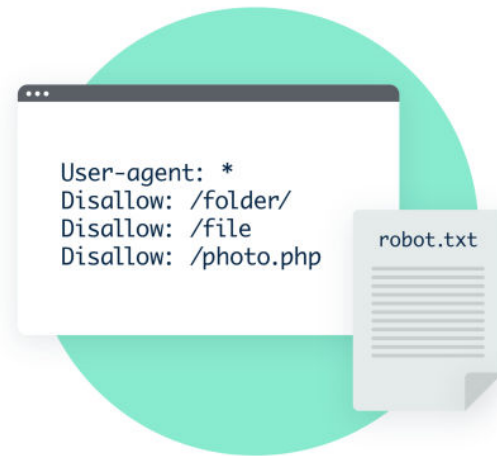 User-agent: *
Disallow: /folder/
Disallow: /file
Disallow: /photo.php
robot.txt